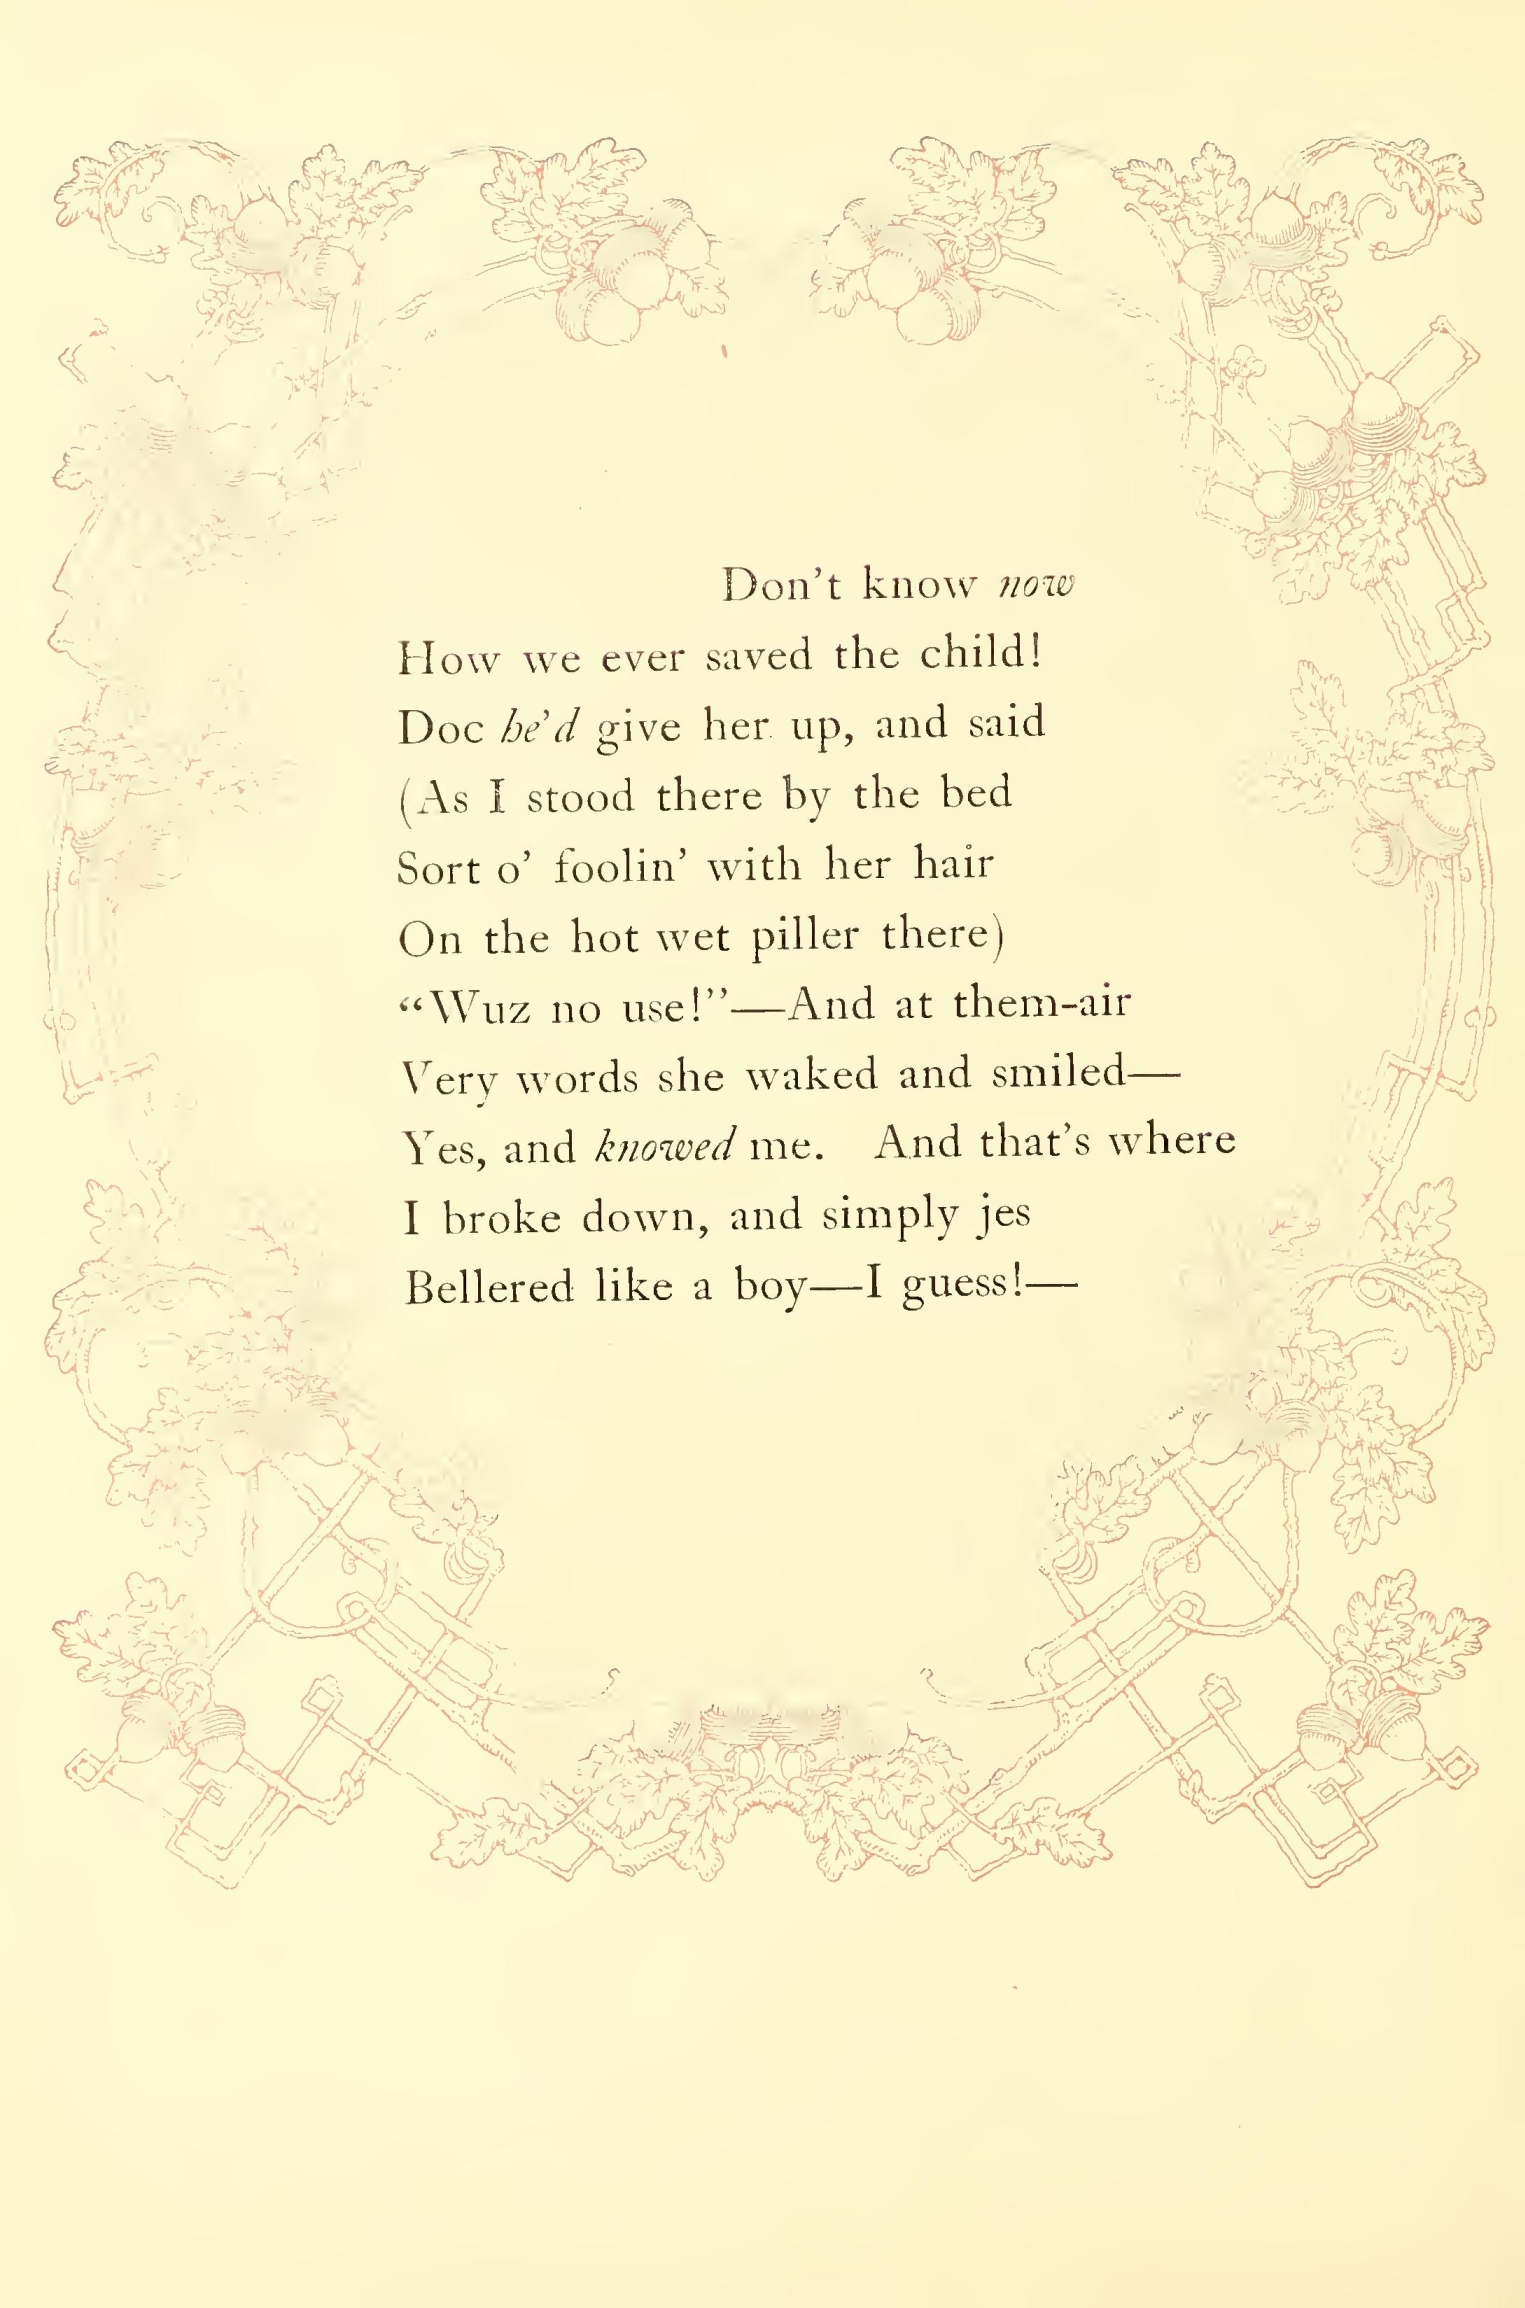 Don't know now
How we ever saved the child!
Doc he'd give her up, and said
(As I stood there by the bed
Sort o' foolin' with her hair
On the hot wet piller there)
“Wuz no use!”—And at them-air
Very words she waked and smiled—
Yes, and knowed me. And that's where
I broke down, and simply jes
Bellered like a boy—I guess!—